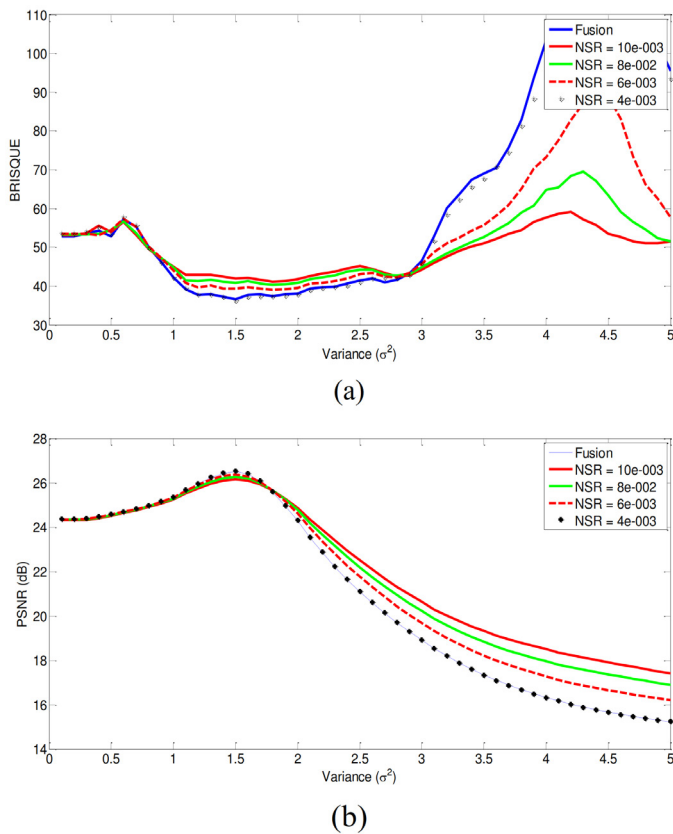 110
100
90
80
70
60
50
40
30
BRISQUE
Fusion
NSR = 10e-003
NSR = 8e-002
NSR = 6e-003
NSR = 4e-003
0 0.5 1 1.5 2 2.5 3 3.5 4 4.5 5
Variance (σ²)
(a)
28
26
24
22
20
18
16
14
PSNR (dB)
Fusion
NSR = 10e-003
NSR = 8e-002
NSR = 6e-003
NSR = 4e-003
0 0.5 1 1.5 2 2.5 3 3.5 4 4.5 5
Variance (σ²)
(b)